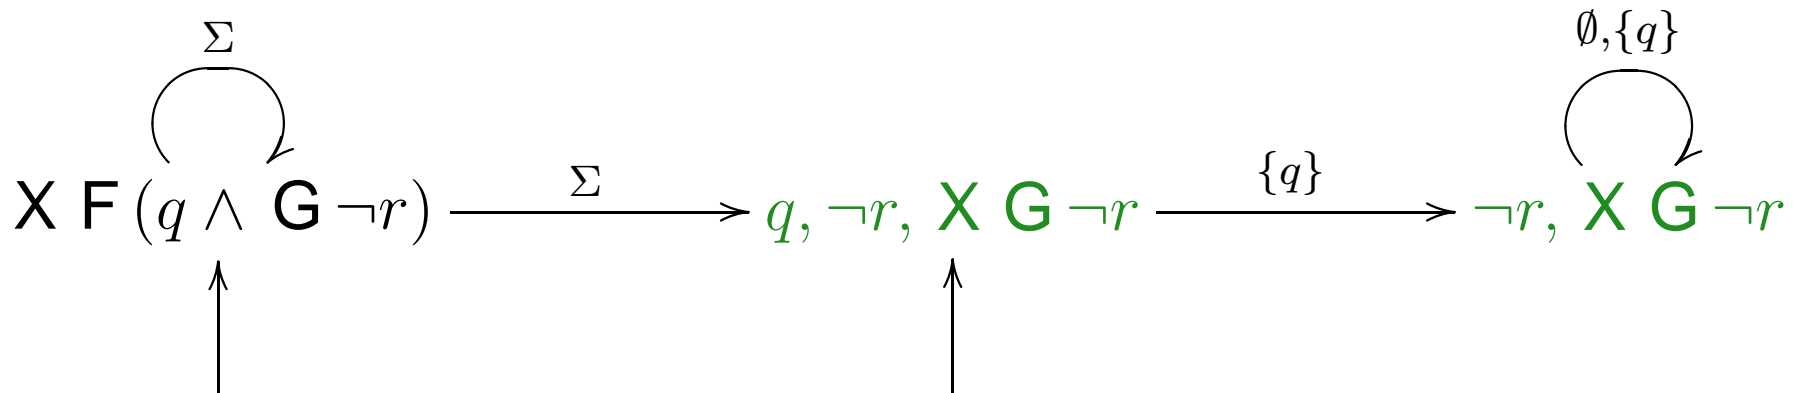 Σ
∅,{q}
Σ
{q}
X F(q ∧ G¬r)
q,¬r, X G¬r
¬r, X G¬r